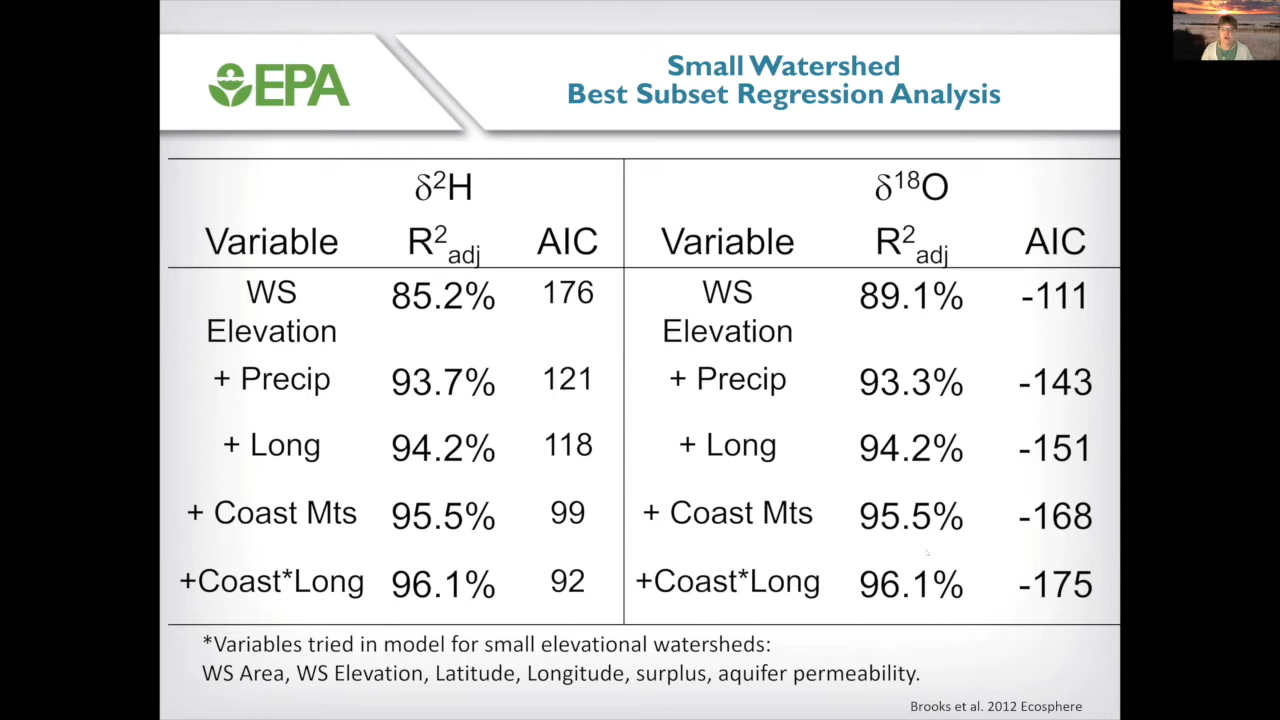 EPA
Small Watershed
Best Subset Regression Analysis
δ²H δ¹⁸O
Variable R²adj AIC Variable R²adj AIC
WS Elevation 85.2% 176 WS Elevation 89.1% -111
+ Precip 93.7% 121 + Precip 93.3% -143
+ Long 94.2% 118 + Long 94.2% -151
+ Coast Mts 95.5% 99 + Coast Mts 95.5% -168
+Coast*Long 96.1% 92 +Coast*Long 96.1% -175
*Variables tried in model for small elevational watersheds:
WS Area, WS Elevation, Latitude, Longitude, surplus, aquifer permeability.
Brooks et al. 2012 Ecosphere